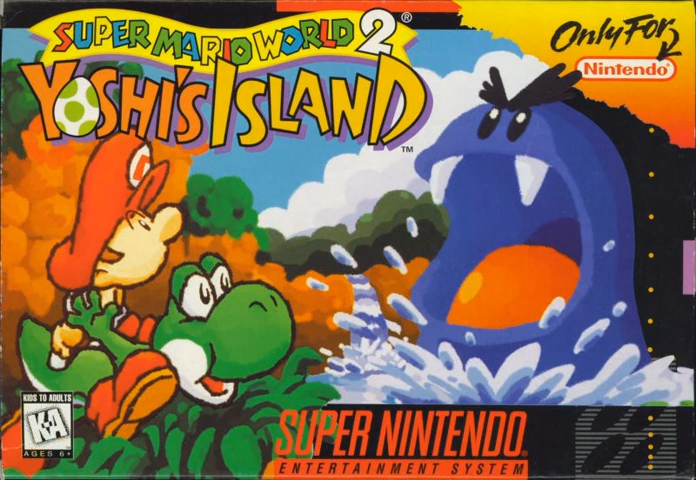 SUPER MARIO WORLD 2®
YOSHI'S ISLAND
TM
Only For
Nintendo®
KIDS TO ADULTS
KA
AGES 6+
SUPER NINTENDO®
ENTERTAINMENT SYSTEM